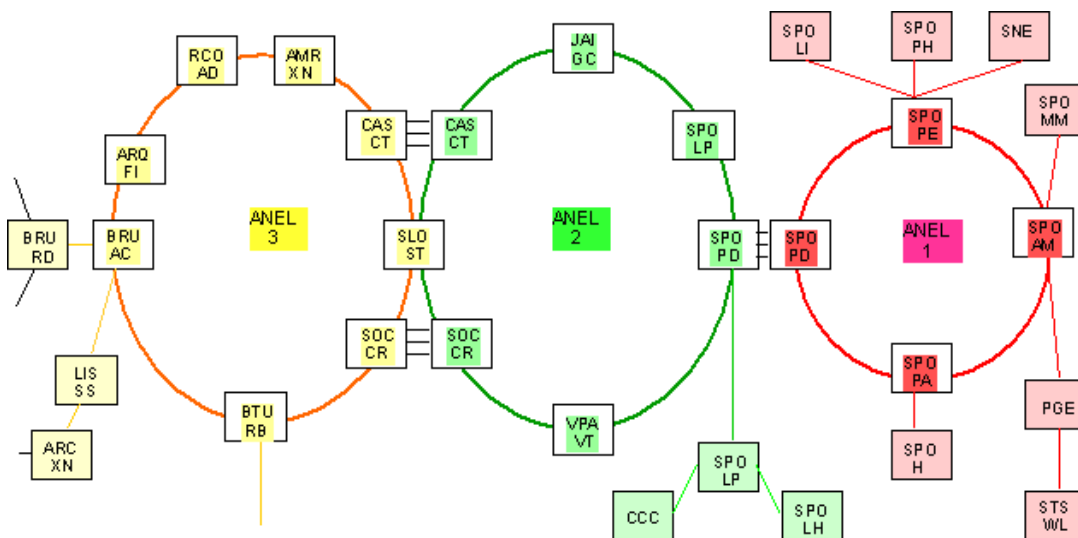 RCO
AD
AMR
XN
CAS
CT
ARQ
FI
BRU
RD
BRU
AC
ANEL
3
SLO
ST
SOC
CR
LIS
SS
BTU
RB
ARC
XN
JAI
GC
CAS
CT
SPO
LP
ANEL
2
SPO
PD
SOC
CR
VPA
VT
SPO
LP
CCC
SPO
LH
SPO
LI
SPO
PH
SNE
SPO
PE
SPO
MM
SPO
PD
ANEL
1
SPO
AM
SPO
PA
SPO
H
PGE
STS
WL